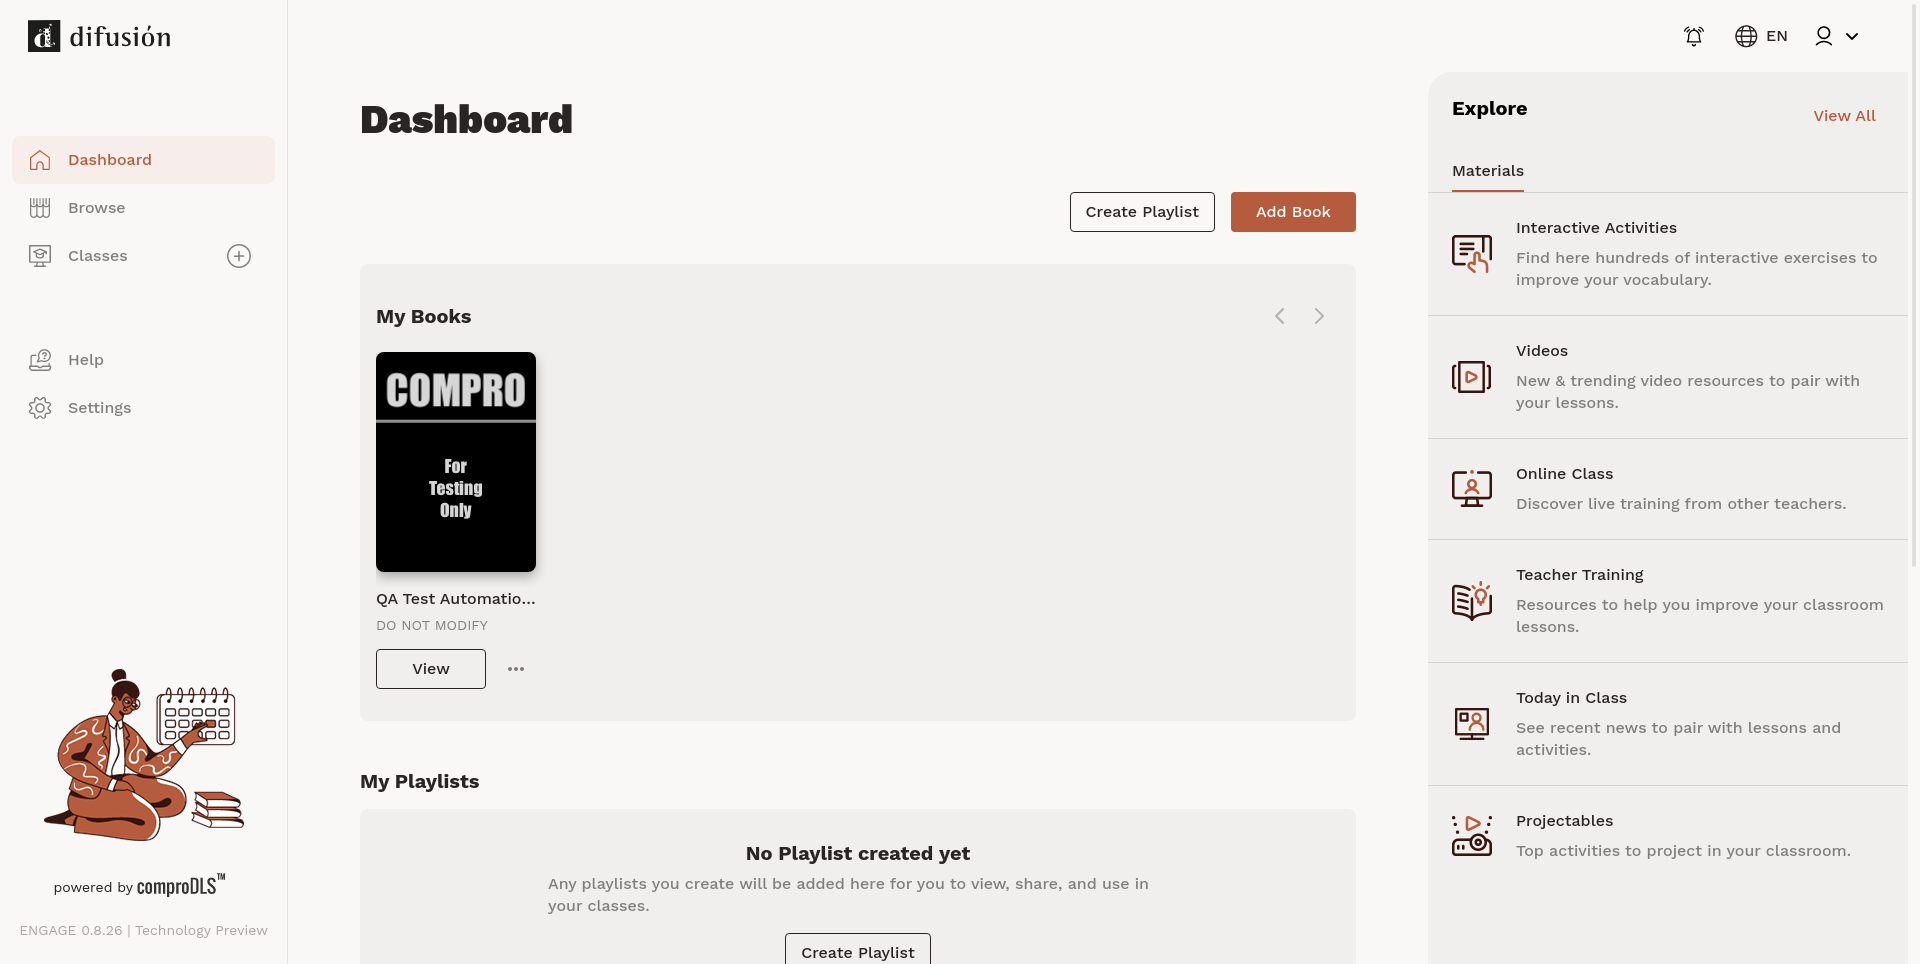 difusión
EN
Dashboard
Browse
Classes
Help
Settings
powered by comproDLS™
ENGAGE 0.8.26 | Technology Preview
Dashboard
Create Playlist
Add Book
My Books
COMPRO
For
Testing
Only
QA Test Automatio...
DO NOT MODIFY
View
My Playlists
No Playlist created yet
Any playlists you create will be added here for you to view, share, and use in
your classes.
Create Playlist
Explore
View All
Materials
Interactive Activities
Find here hundreds of interactive exercises to
improve your vocabulary.
Videos
New & trending video resources to pair with
your lessons.
Online Class
Discover live training from other teachers.
Teacher Training
Resources to help you improve your classroom
lessons.
Today in Class
See recent news to pair with lessons and
activities.
Projectables
Top activities to project in your classroom.